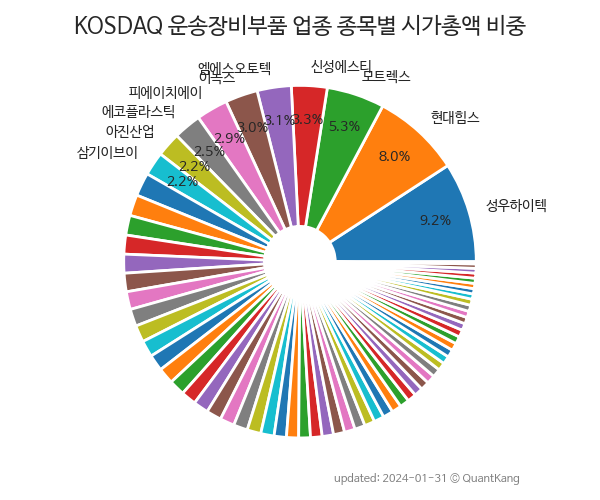 KOSDAQ 운송장비부품 업종 종목별 시가총액 비중
엠에스오토텍
신성에스티
이녹스
모트렉스
피에이치에이
에코플라스틱
현대힘스
아진산업
삼기이브이
성우하이텍
3.3%
3.1%
3.0%
5.3%
2.9%
2.5%
8.0%
2.2%
2.2%
9.2%
updated: 2024-01-31 © QuantKang